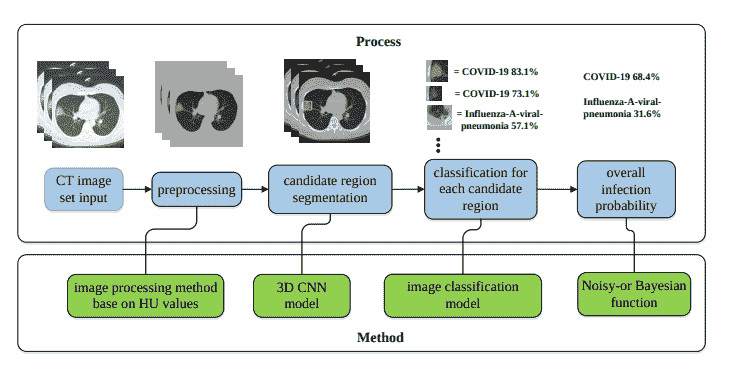 Process
= COVID-19 83.1%
= COVID-19 73.1%
= Influenza-A-viral-
pneumonia 57.1%
COVID-19 68.4%
Influenza-A-viral-
pneumonia 31.6%
CT image
set input
preprocessing
candidate region
segmentation
classification for
each candidate
region
overall
infection
probability
image processing method
base on HU values
3D CNN
model
image classification
model
Noisy-or Bayesian
function
Method